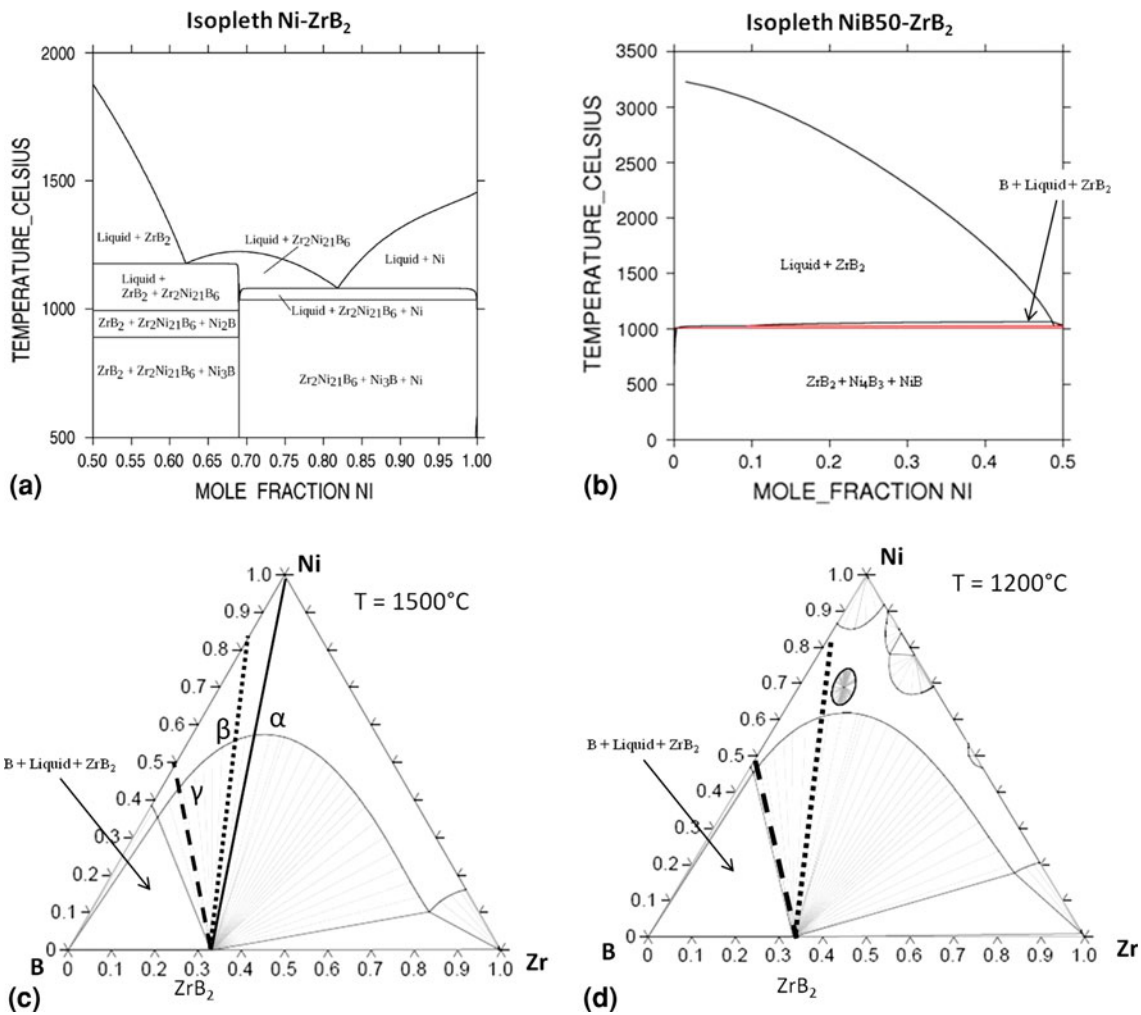 Isopleth Ni-ZrB₂
2000
1500
1000
500
TEMPERATURE_CELSIUS
Liquid + ZrB₂
Liquid + Zr₂Ni₂₁B₆
Liquid + Ni
Liquid +
ZrB₂ + Zr₂Ni₂₁B₆
Liquid + Zr₂Ni₂₁B₆ + Ni
ZrB₂ + Zr₂Ni₂₁B₆ + Ni₂B
ZrB₂ + Zr₂Ni₂₁B₆ + Ni₃B
Zr₂Ni₂₁B₆ + Ni₃B + Ni
0.50 0.55 0.60 0.65 0.70 0.75 0.80 0.85 0.90 0.95 1.00
(a)
MOLE FRACTION NI
Isopleth NiB50-ZrB₂
3500
3000
2500
2000
1500
1000
500
0
TEMPERATURE_CELSIUS
B + Liquid + ZrB₂
Liquid + ZrB₂
ZrB₂ + Ni₄B₃ + NiB
0 0.1 0.2 0.3 0.4 0.5
(b)
MOLE_FRACTION NI
Ni
T = 1500°C
1.0
0.9
0.8
0.7
0.6
0.5
0.4
0.3
0.2
0.1
0
β
α
γ
B + Liquid + ZrB₂
B
Zr
0 0.1 0.2 0.3 0.4 0.5 0.6 0.7 0.8 0.9 1.0
ZrB₂
(c)
Ni
T = 1200°C
1.0
0.9
0.8
0.7
0.6
0.5
0.4
0.3
0.2
0.1
0
B + Liquid + ZrB₂
B
Zr
0 0.1 0.2 0.3 0.4 0.5 0.6 0.7 0.8 0.9 1.0
ZrB₂
(d)